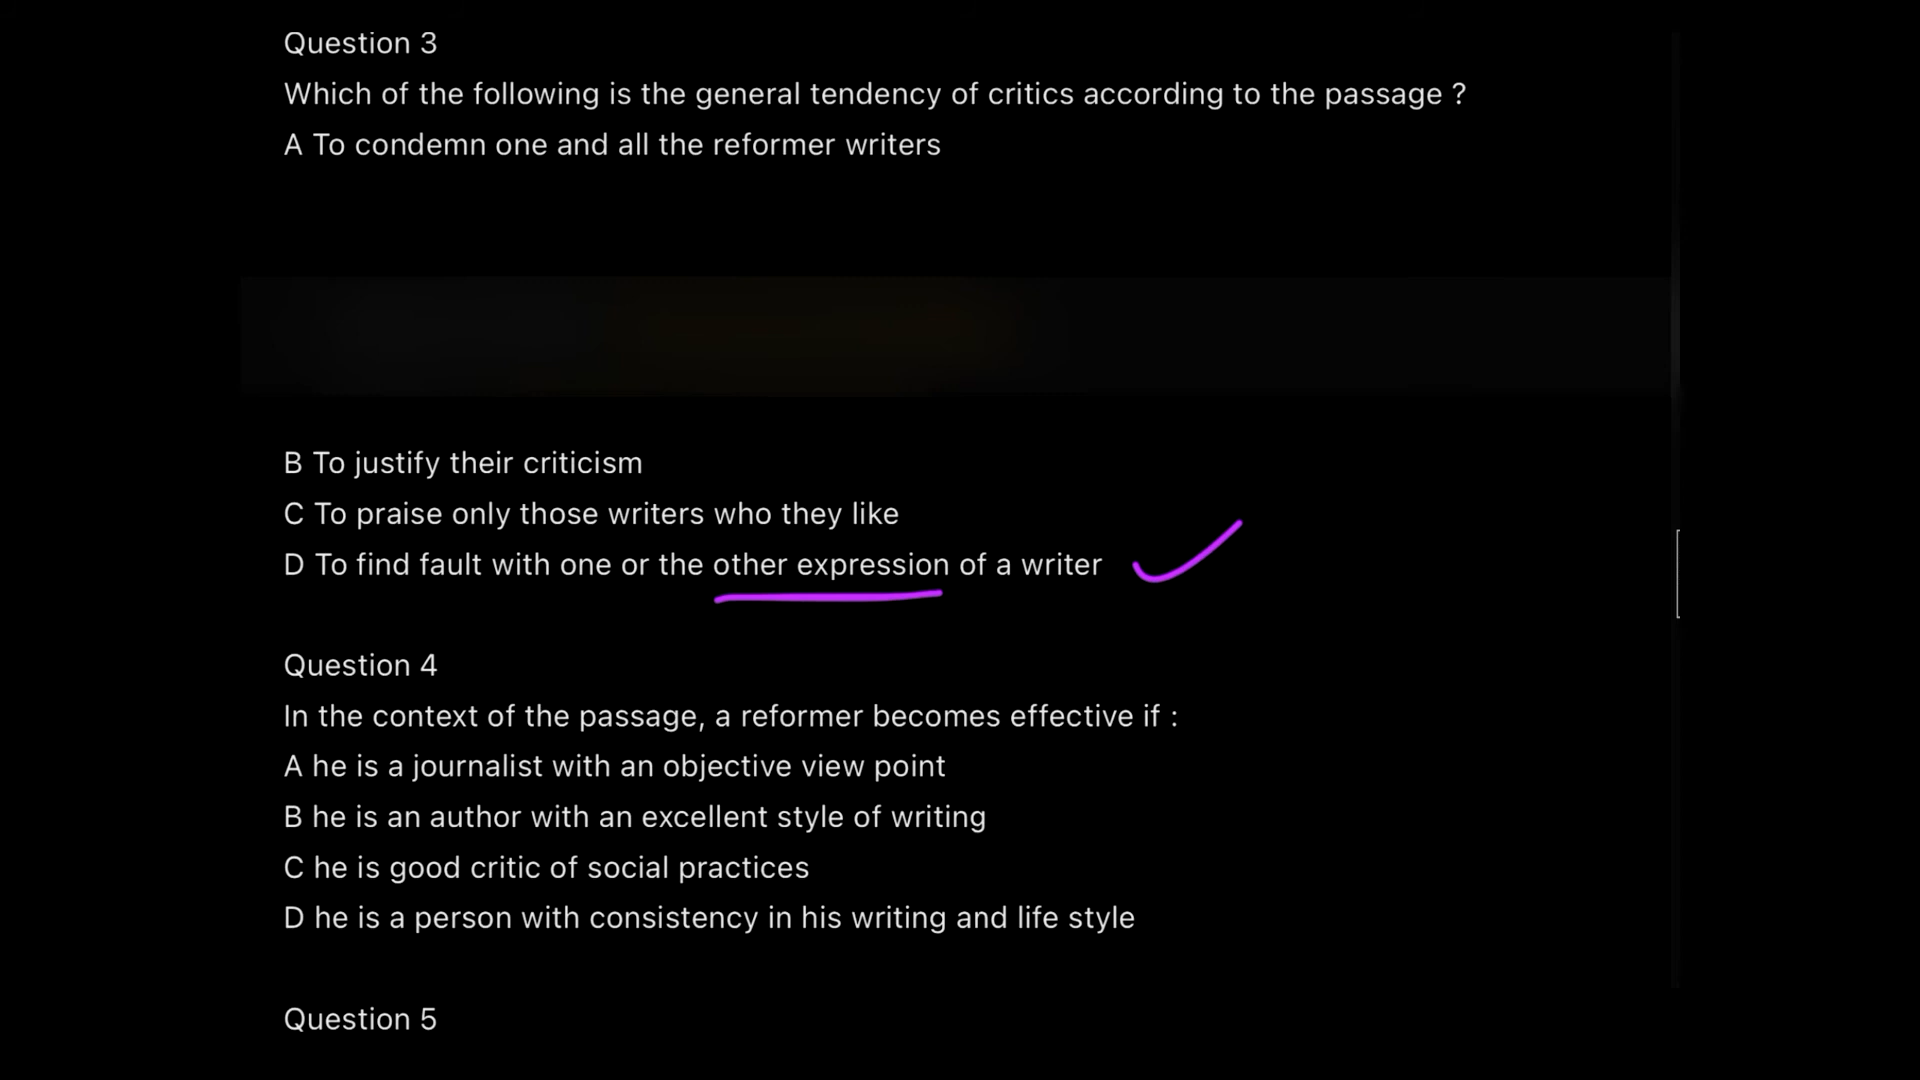 Question 3
Which of the following is the general tendency of critics according to the passage ?
A To condemn one and all the reformer writers
B To justify their criticism
C To praise only those writers who they like
D To find fault with one or the other expression of a writer
Question 4
In the context of the passage, a reformer becomes effective if :
A he is a journalist with an objective view point
B he is an author with an excellent style of writing
C he is good critic of social practices
D he is a person with consistency in his writing and life style
Question 5